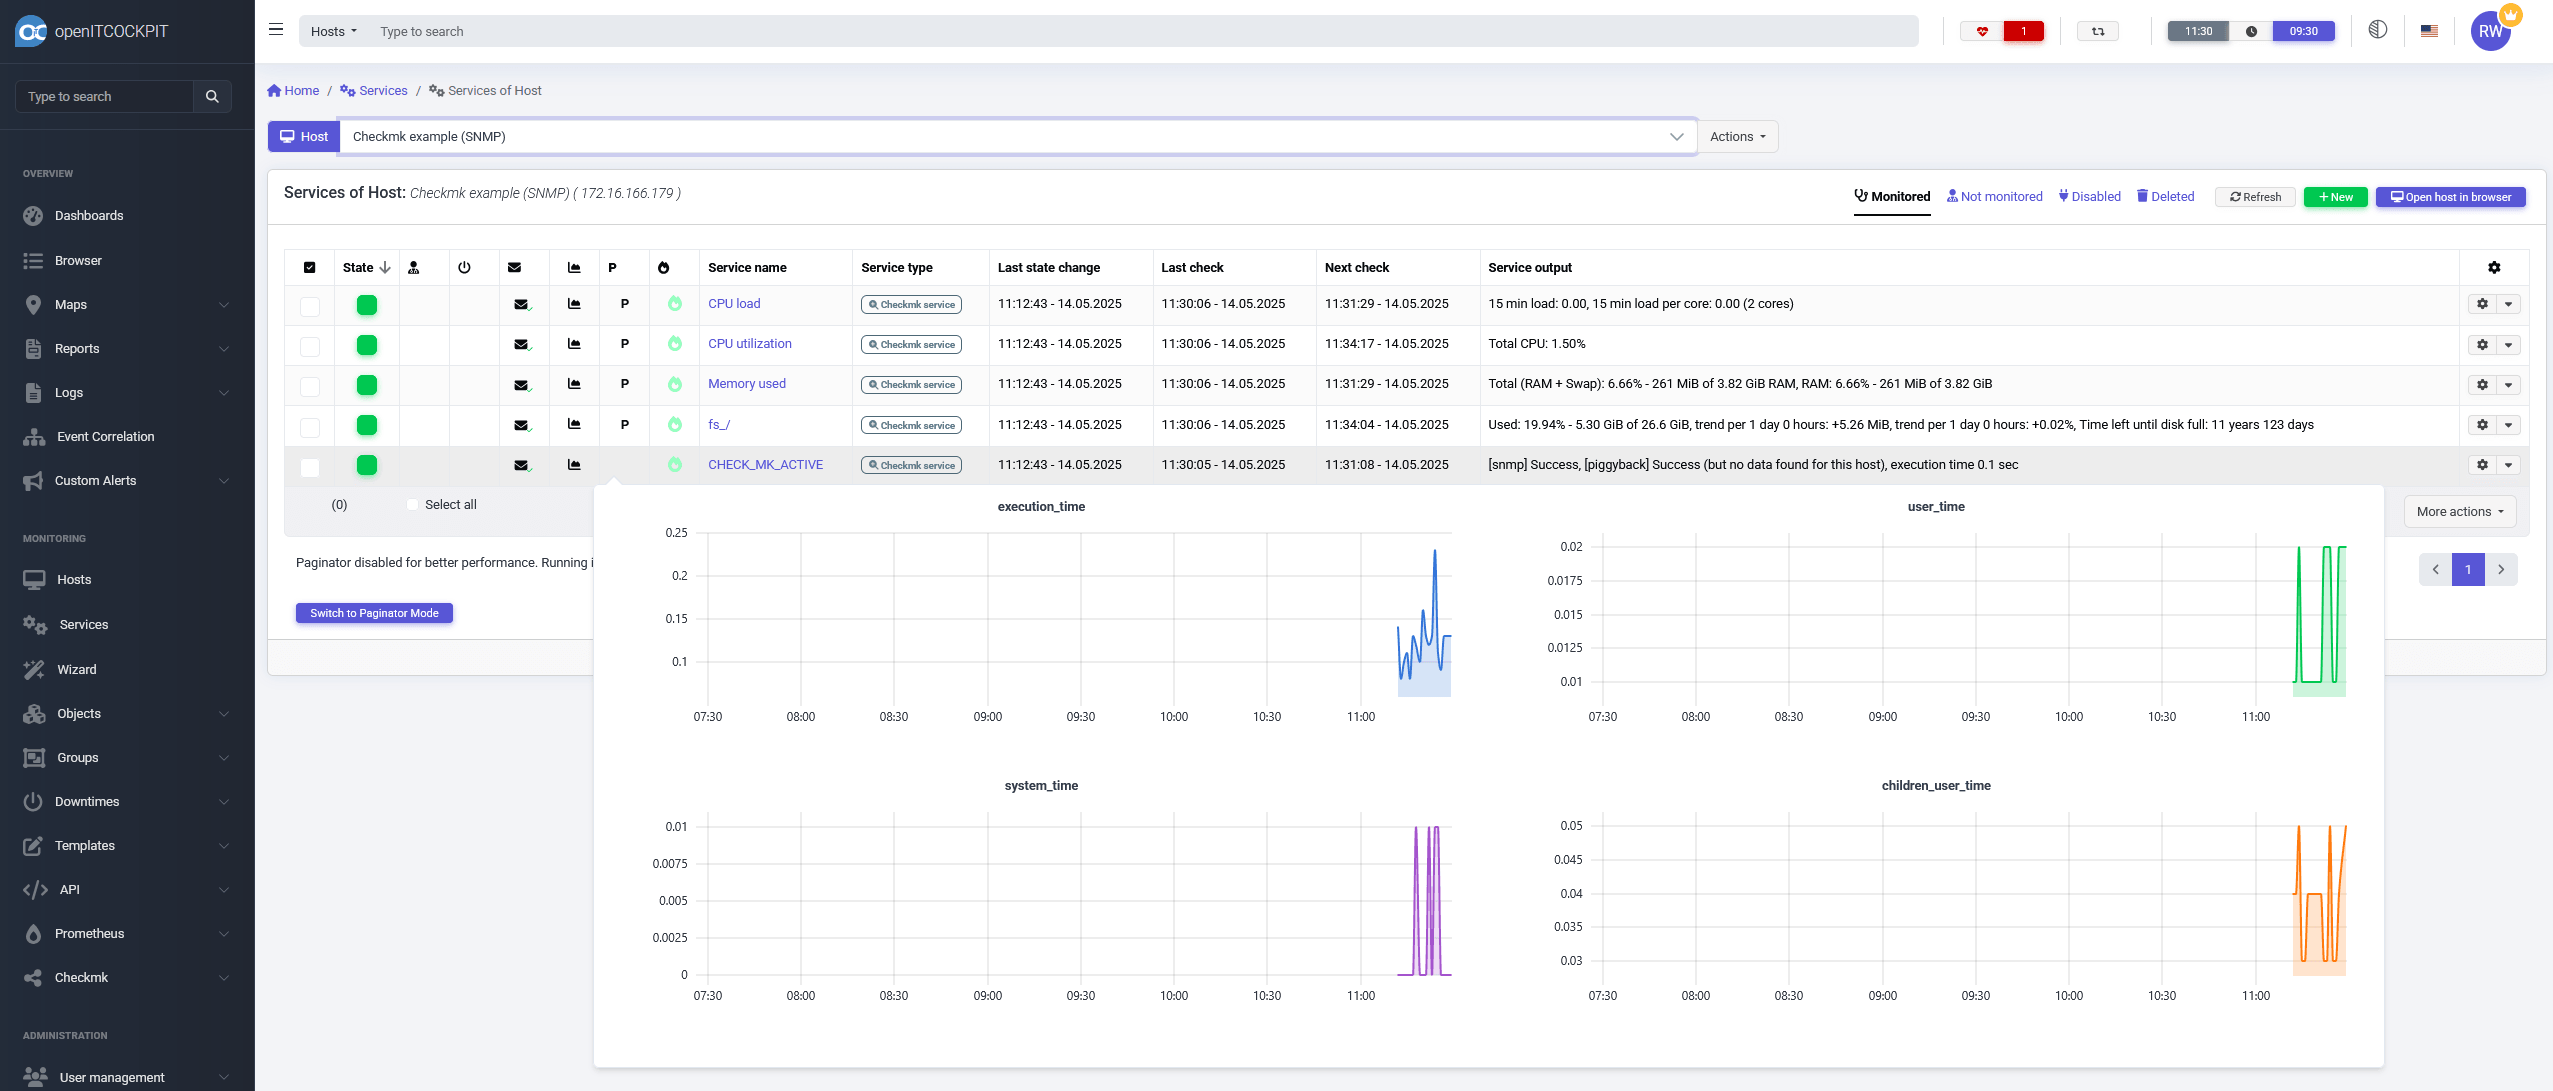 openITCOCKPIT
Hosts Type to search 1 11:30 09:30 RW
Type to search
Home / Services / Services of Host
Host Checkmk example (SNMP) Actions
OVERVIEW
Dashboards
Browser
Maps
Reports
Logs
Event Correlation
Custom Alerts
MONITORING
Hosts
Services
Wizard
Objects
Groups
Downtimes
Templates
API
Prometheus
Checkmk
ADMINISTRATION
User management
Services of Host: Checkmk example (SNMP) ( 172.16.166.179 )
Monitored Not monitored Disabled Deleted Refresh New Open host in browser
State P Service name Service type Last state change Last check Next check Service output
P CPU load Checkmk service 11:12:43 - 14.05.2025 11:30:06 - 14.05.2025 11:31:29 - 14.05.2025 15 min load: 0.00, 15 min load per core: 0.00 (2 cores)
P CPU utilization Checkmk service 11:12:43 - 14.05.2025 11:30:06 - 14.05.2025 11:34:17 - 14.05.2025 Total CPU: 1.50%
P Memory used Checkmk service 11:12:43 - 14.05.2025 11:30:06 - 14.05.2025 11:31:29 - 14.05.2025 Total (RAM + Swap): 6.66% - 261 MiB of 3.82 GiB RAM, RAM: 6.66% - 261 MiB of 3.82 GiB
P fs_/ Checkmk service 11:12:43 - 14.05.2025 11:30:06 - 14.05.2025 11:34:04 - 14.05.2025 Used: 19.94% - 5.30 GiB of 26.6 GiB, trend per 1 day 0 hours: +5.26 MiB, trend per 1 day 0 hours: +0.02%, Time left until disk full: 11 years 123 days
CHECK_MK_ACTIVE Checkmk service 11:12:43 - 14.05.2025 11:30:05 - 14.05.2025 11:31:08 - 14.05.2025 [snmp] Success, [piggyback] Success (but no data found for this host), execution time 0.1 sec
(0) Select all More actions
Paginator disabled for better performance. Running i
1
Switch to Paginator Mode
execution_time
0.25
0.2
0.15
0.1
07:30 08:00 08:30 09:00 09:30 10:00 10:30 11:00
user_time
0.02
0.0175
0.015
0.0125
0.01
07:30 08:00 08:30 09:00 09:30 10:00 10:30 11:00
system_time
0.01
0.0075
0.005
0.0025
0
07:30 08:00 08:30 09:00 09:30 10:00 10:30 11:00
children_user_time
0.05
0.045
0.04
0.035
0.03
07:30 08:00 08:30 09:00 09:30 10:00 10:30 11:00